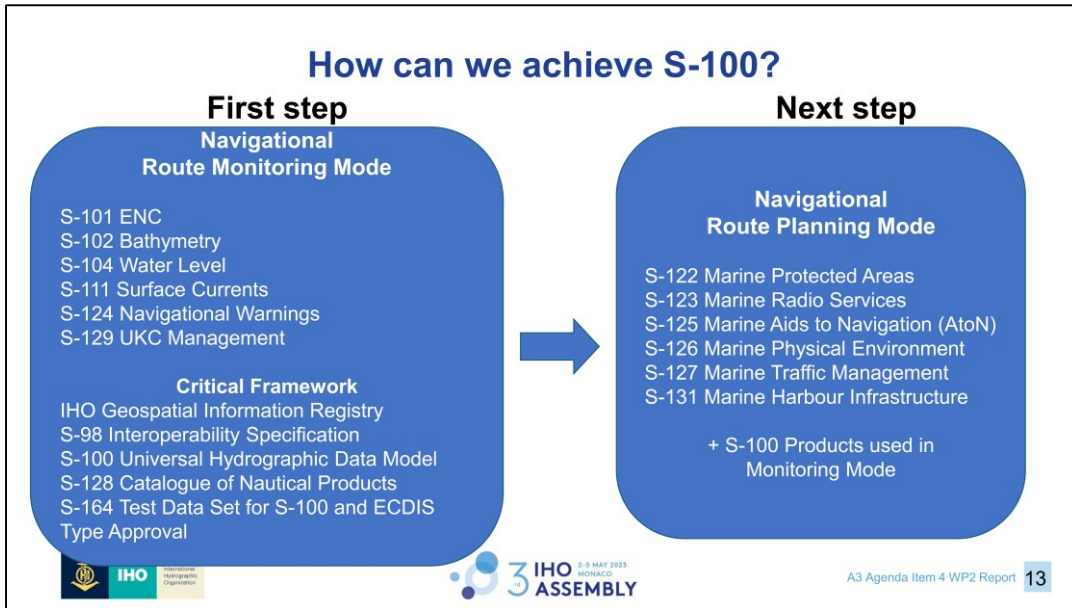 How can we achieve S-100?
First step
Navigational
Route Monitoring Mode
S-101 ENC
S-102 Bathymetry
S-104 Water Level
S-111 Surface Currents
S-124 Navigational Warnings
S-129 UKC Management
Critical Framework
IHO Geospatial Information Registry
S-98 Interoperability Specification
S-100 Universal Hydrographic Data Model
S-128 Catalogue of Nautical Products
S-164 Test Data Set for S-100 and ECDIS
Type Approval
Next step
Navigational
Route Planning Mode
S-122 Marine Protected Areas
S-123 Marine Radio Services
S-125 Marine Aids to Navigation (AtoN)
S-126 Marine Physical Environment
S-127 Marine Traffic Management
S-131 Marine Harbour Infrastructure
+ S-100 Products used in
Monitoring Mode
IHO
Hydrographic
Organization
3rd IHO
2-5 MAY 2023
MONACO
ASSEMBLY
A3 Agenda Item 4 WP2 Report
13